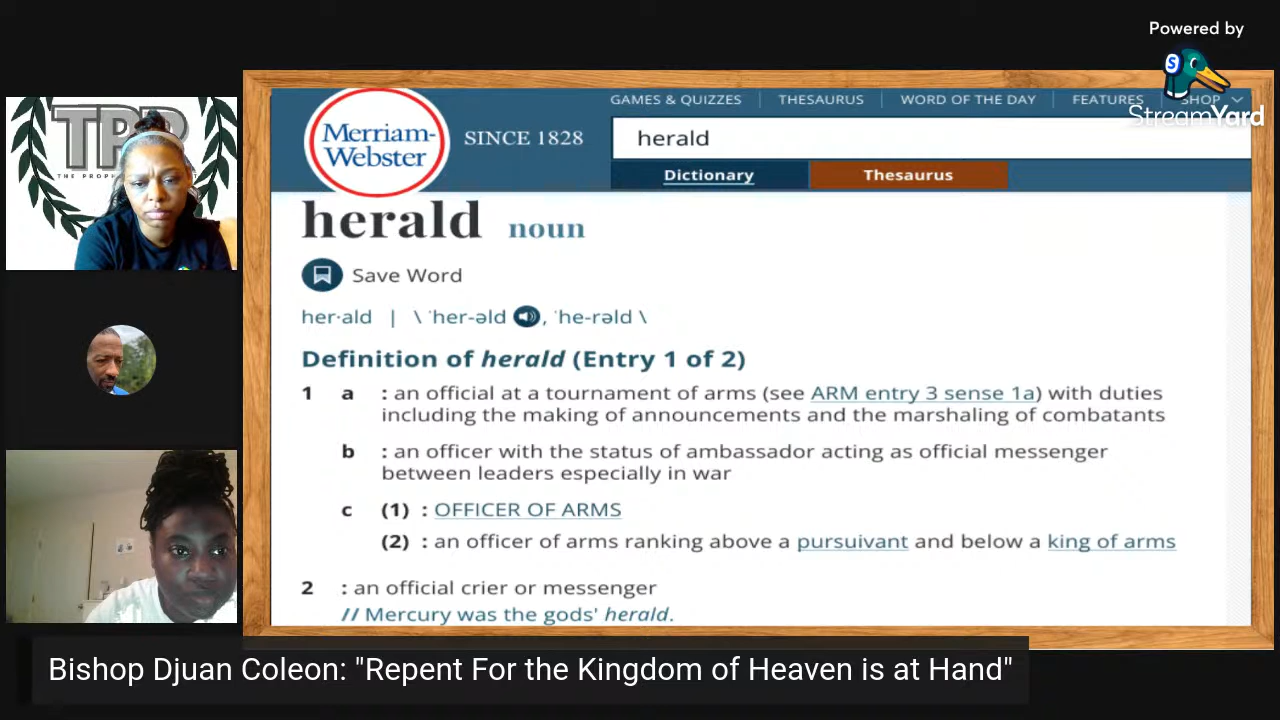 Powered by
StreamYard
TPP
THE PROPH
GAMES & QUIZZES THESAURUS WORD OF THE DAY FEATURES SHOP
Merriam-
Webster
SINCE 1828
herald
Dictionary Thesaurus
herald noun
Save Word
her·ald | \ ˈher-əld , ˈhe-rəld \
Definition of herald (Entry 1 of 2)
1 a : an official at a tournament of arms (see ARM entry 3 sense 1a) with duties
including the making of announcements and the marshaling of combatants
b : an officer with the status of ambassador acting as official messenger
between leaders especially in war
c (1) : OFFICER OF ARMS
(2) : an officer of arms ranking above a pursuivant and below a king of arms
2 : an official crier or messenger
// Mercury was the gods' herald.
Bishop Djuan Coleon: "Repent For the Kingdom of Heaven is at Hand"